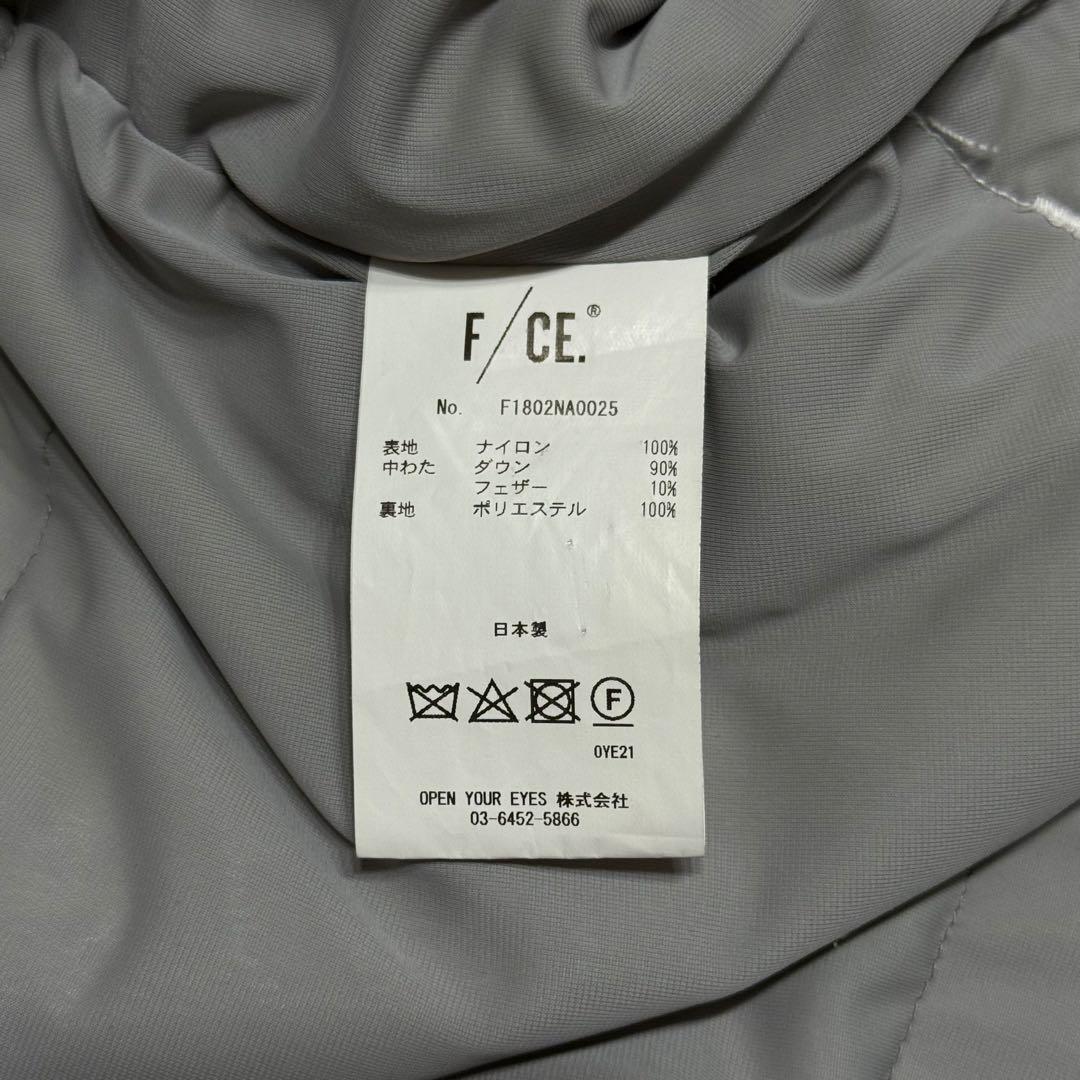 F/CE.®
No. F1802NA0025
表地 ナイロン 100%
中わた ダウン 90%
フェザー 10%
裏地 ポリエステル 100%
日本製
F
OYE21
OPEN YOUR EYES 株式会社
03-6452-5866